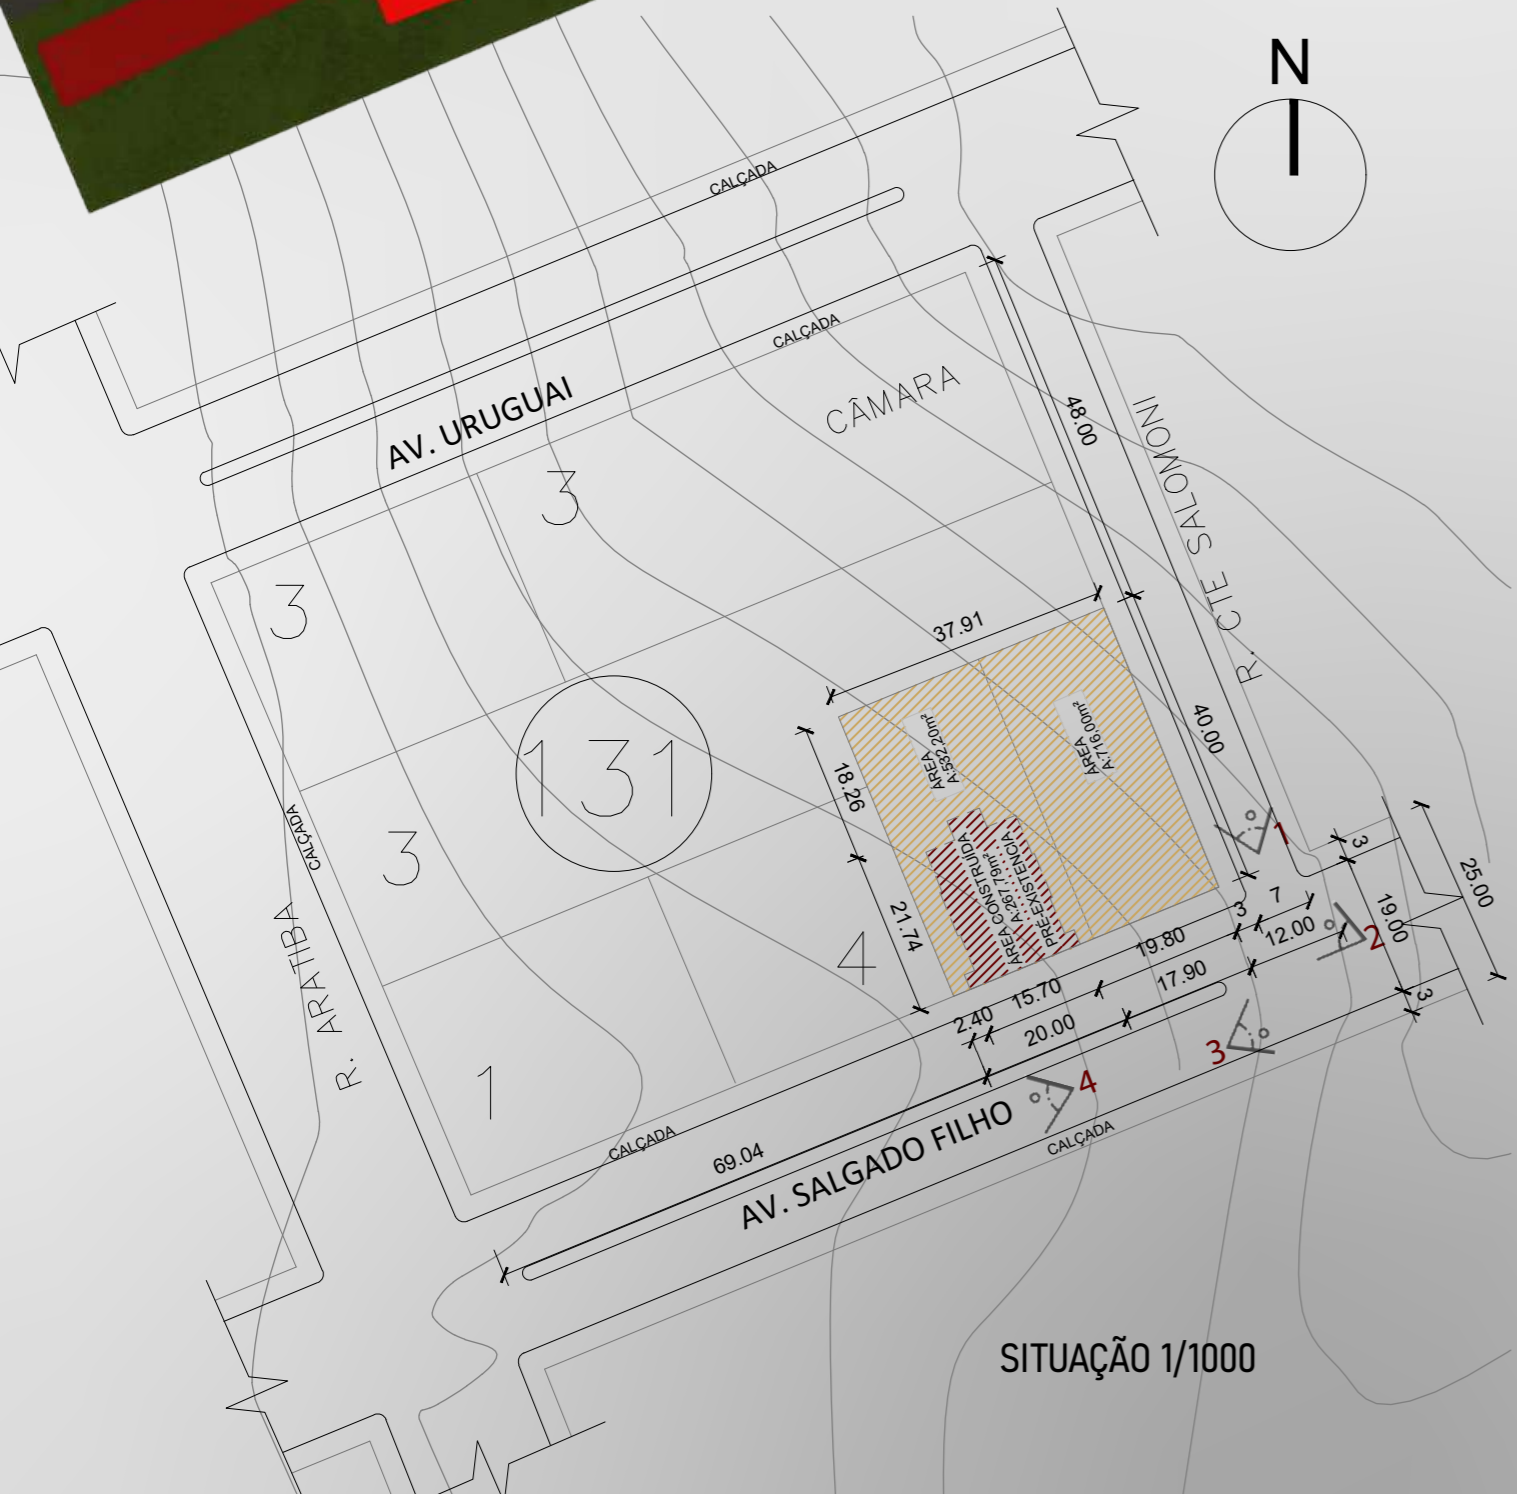 N
CALÇADA
CALÇADA
AV. URUGUAI
CÂMARA
48.00
R. CTE SALOMONI
3
3
37.91
131
18.26
ÁREA
A:532,20m²
ÁREA
A:716,00m²
40.00
CALÇADA
3
ÁREA CONSTRUÍDA
A:267,79m²
PRÉ-EXISTENCIA
21.74
1
3
25.00
R. ARATIBA
4
3
7
19.00
2
19.80
12.00
17.90
3
2.40
15.70
20.00
3
1
4
CALÇADA
69.04
AV. SALGADO FILHO
CALÇADA
SITUAÇÃO 1/1000